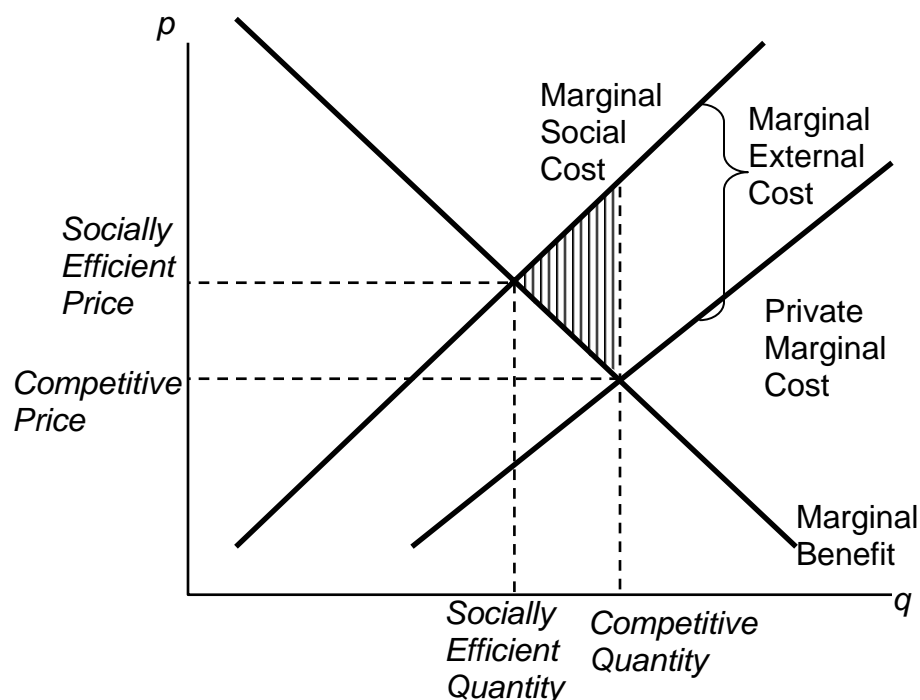 p
Marginal
Social
Cost
Marginal
External
Cost
Socially
Efficient
Price
Private
Marginal
Cost
Competitive
Price
Marginal
Benefit
q
Socially
Efficient
Quantity
Competitive
Quantity